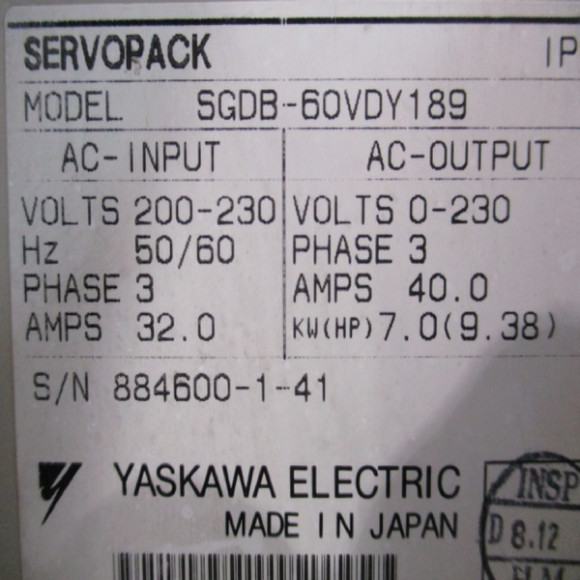 SERVOPACK IP
MODEL SGDB-60VDY189
AC-INPUT AC-OUTPUT
VOLTS 200-230 VOLTS 0-230
Hz 50/60 PHASE 3
PHASE 3 AMPS 40.0
AMPS 32.0 KW(HP)7.0(9.38)
S/N 884600-1-41
YASKAWA ELECTRIC
MADE IN JAPAN
INSP
D 8.12